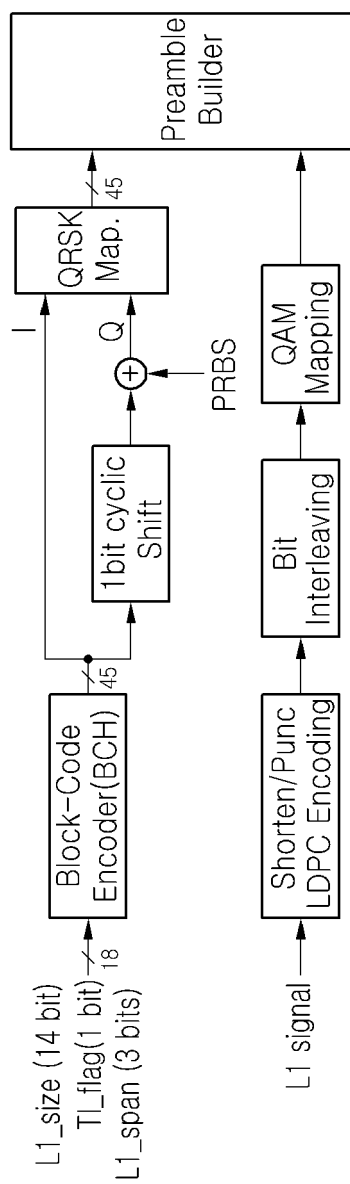 L1_size (14 bit)
TI_flag(1 bit)
L1_span (3 bits)
18
Block-Code
Encoder(BCH)
45
1bit cyclic
Shift
PRBS
I
Q
QRSK
Map.
45
Preamble
Builder
L1 signal
Shorten/Punc
LDPC Encoding
Bit
Interleaving
QAM
Mapping